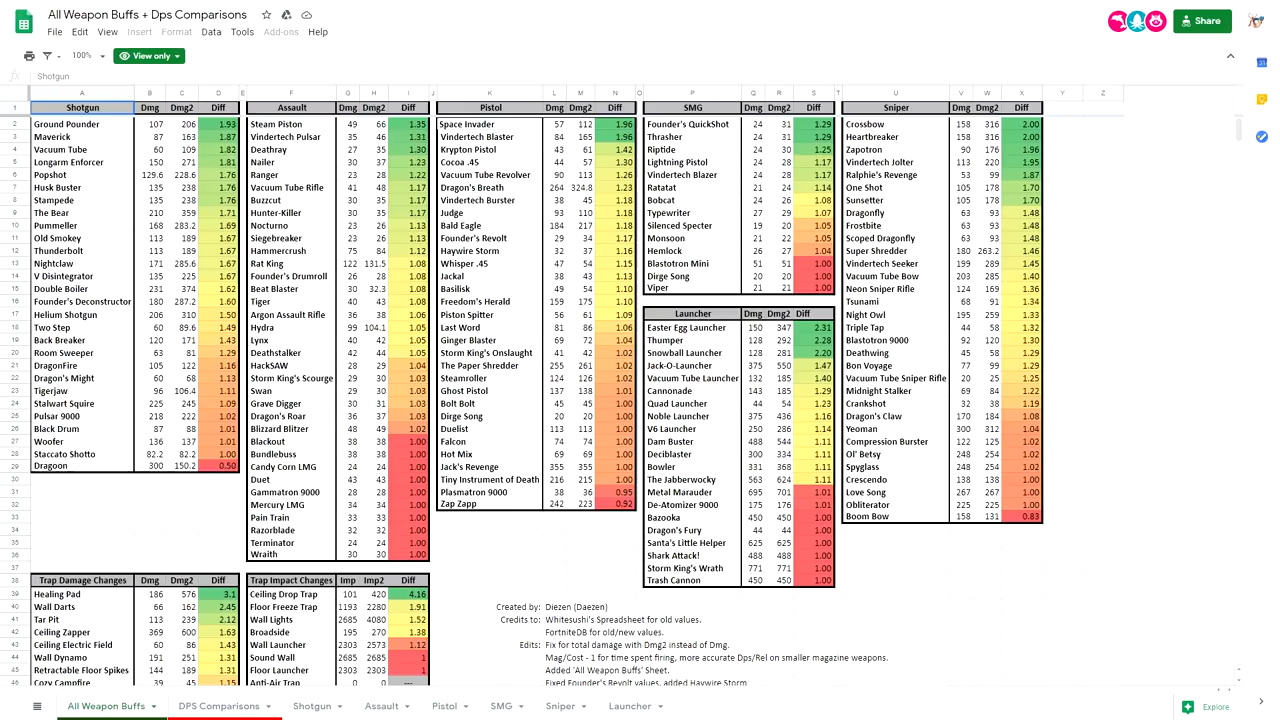 All Weapon Buffs + Dps Comparisons
File Edit View Insert Format Data Tools Add-ons Help
Share
100% View only
fx Shotgun
A B C D E F G H I J K L M N O P Q R S T U V W X Y Z
1 Shotgun Dmg Dmg2 Diff Assault Dmg Dmg2 Diff Pistol Dmg Dmg2 Diff SMG Dmg Dmg2 Diff Sniper Dmg Dmg2 Diff
2 Ground Pounder 107 206 1.93 Steam Piston 49 66 1.35 Space Invader 57 112 1.96 Founder's QuickShot 24 31 1.29 Crossbow 158 316 2.00
3 Maverick 87 163 1.87 Vindertech Pulsar 35 46 1.31 Vindertech Blaster 84 165 1.96 Thrasher 24 31 1.29 Heartbreaker 158 316 2.00
4 Vacuum Tube 60 109 1.82 Deathray 27 35 1.30 Krypton Pistol 43 61 1.42 Riptide 24 30 1.25 Zapotron 90 176 1.96
5 Longarm Enforcer 150 271 1.81 Nailer 30 37 1.23 Cocoa .45 44 57 1.30 Lightning Pistol 24 28 1.17 Vindertech Jolter 113 220 1.95
6 Popshot 129.6 228.6 1.76 Ranger 23 28 1.22 Vacuum Tube Revolver 90 113 1.26 Vindertech Blazer 24 28 1.17 Ralphie's Revenge 53 99 1.87
7 Husk Buster 135 238 1.76 Vacuum Tube Rifle 41 48 1.17 Dragon's Breath 264 324.8 1.23 Ratatat 21 24 1.14 One Shot 105 178 1.70
8 Stampede 135 238 1.76 Buzzcut 30 35 1.17 Vindertech Burster 38 45 1.18 Bobcat 24 26 1.08 Sunsetter 105 178 1.70
9 The Bear 210 359 1.71 Hunter-Killer 30 35 1.17 Judge 93 110 1.18 Typewriter 27 29 1.07 Dragonfly 63 93 1.48
10 Pummeller 168 283.2 1.69 Nocturno 23 26 1.13 Bald Eagle 184 217 1.18 Silenced Specter 19 20 1.05 Frostbite 63 93 1.48
11 Old Smokey 113 189 1.67 Siegebreaker 23 26 1.13 Founder's Revolt 29 34 1.17 Monsoon 21 22 1.05 Scoped Dragonfly 63 93 1.48
12 Thunderbolt 113 189 1.67 Hammercrush 75 84 1.12 Haywire Storm 32 37 1.16 Hemlock 26 27 1.04 Super Shredder 180 263.2 1.46
13 Nightclaw 171 285.6 1.67 Rat King 122 131.5 1.08 Whisper .45 47 54 1.15 Blastotron Mini 51 51 1.00 Vindertech Seeker 199 289 1.45
14 V Disintegrator 135 225 1.67 Founder's Drumroll 26 28 1.08 Jackal 38 43 1.13 Dirge Song 20 20 1.00 Vacuum Tube Bow 203 285 1.40
15 Double Boiler 231 374 1.62 Beat Blaster 30 32.3 1.08 Basilisk 49 54 1.10 Viper 21 21 1.00 Neon Sniper Rifle 124 169 1.36
16 Founder's Deconstructor 180 287.2 1.60 Tiger 40 43 1.08 Freedom's Herald 159 175 1.10 Tsunami 68 91 1.34
17 Helium Shotgun 206 310 1.50 Argon Assault Rifle 36 38 1.06 Piston Spitter 56 61 1.09 Launcher Dmg Dmg2 Diff Night Owl 195 259 1.33
18 Two Step 60 89.6 1.49 Hydra 99 104.1 1.05 Last Word 81 86 1.06 Easter Egg Launcher 150 347 2.31 Triple Tap 44 58 1.32
19 Back Breaker 120 171 1.43 Lynx 40 42 1.05 Ginger Blaster 69 72 1.04 Thumper 128 292 2.28 Blastotron 9000 92 120 1.30
20 Room Sweeper 63 81 1.29 Deathstalker 42 44 1.05 Storm King's Onslaught 41 42 1.02 Snowball Launcher 128 281 2.20 Deathwing 45 58 1.29
21 DragonFire 105 122 1.16 HackSAW 28 29 1.04 The Paper Shredder 255 261 1.02 Jack-O-Launcher 375 550 1.47 Bon Voyage 77 99 1.29
22 Dragon's Might 60 68 1.13 Storm King's Scourge 29 30 1.03 Steamroller 124 126 1.02 Vacuum Tube Launcher 132 185 1.40 Vacuum Tube Sniper Rifle 20 25 1.25
23 Tigerjaw 96 106.4 1.11 Swan 29 30 1.03 Ghost Pistol 137 138 1.01 Cannonade 143 185 1.29 Midnight Stalker 69 84 1.22
24 Stalwart Squire 225 245 1.09 Grave Digger 30 31 1.03 Bolt Bolt 45 45 1.00 Quad Launcher 44 54 1.23 Crankshot 32 38 1.19
25 Pulsar 9000 218 222 1.02 Dragon's Roar 36 37 1.03 Dirge Song 20 20 1.00 Noble Launcher 375 436 1.16 Dragon's Claw 170 184 1.08
26 Black Drum 87 88 1.01 Blizzard Blitzer 48 49 1.02 Duelist 113 113 1.00 V6 Launcher 250 286 1.14 Yeoman 300 312 1.04
27 Woofer 136 137 1.01 Blackout 38 38 1.00 Falcon 74 74 1.00 Dam Buster 488 544 1.11 Compression Burster 122 125 1.02
28 Staccato Shotto 82.2 82.2 1.00 Bundlebuss 38 38 1.00 Hot Mix 69 69 1.00 Deciblaster 300 334 1.11 Ol' Betsy 248 254 1.02
29 Dragoon 300 150.2 0.50 Candy Corn LMG 24 24 1.00 Jack's Revenge 355 355 1.00 Bowler 331 368 1.11 Spyglass 248 254 1.02
30 Duet 43 43 1.00 Tiny Instrument of Death 216 215 1.00 The Jabberwocky 563 624 1.11 Crescendo 138 138 1.00
31 Gammatron 9000 28 28 1.00 Plasmatron 9000 38 36 0.95 Metal Marauder 695 701 1.01 Love Song 267 267 1.00
32 Mercury LMG 34 34 1.00 Zap Zapp 242 223 0.92 De-Atomizer 9000 175 176 1.01 Obliterator 225 225 1.00
33 Pain Train 33 33 1.00 Bazooka 450 450 1.00 Boom Bow 158 131 0.83
34 Razorblade 32 32 1.00 Dragon's Fury 44 44 1.00
35 Terminator 24 24 1.00 Santa's Little Helper 625 625 1.00
36 Wraith 30 30 1.00 Shark Attack! 488 488 1.00
37 Storm King's Wrath 771 771 1.00
38 Trap Damage Changes Dmg Dmg2 Diff Trap Impact Changes Imp Imp2 Diff Trash Cannon 450 450 1.00
39 Healing Pad 186 576 3.1 Ceiling Drop Trap 101 420 4.16
40 Wall Darts 66 162 2.45 Floor Freeze Trap 1193 2280 1.91 Created by: Diezen (Daezen)
41 Tar Pit 113 239 2.12 Wall Lights 2685 4080 1.52 Credits to: Whitesushi's Spreadsheet for old values.
42 Ceiling Zapper 369 600 1.63 Broadside 195 270 1.38 FortniteDB for old/new values.
43 Ceiling Electric Field 60 86 1.43 Wall Launcher 2303 2573 1.12 Edits: Fix for total damage with Dmg2 instead of Dmg.
44 Wall Dynamo 191 251 1.31 Sound Wall 2685 2685 1 Mag/Cost - 1 for time spent firing, more accurate Dps/Rel on smaller magazine weapons.
45 Retractable Floor Spikes 144 189 1.31 Floor Launcher 2303 2303 1 Added 'All Weapon Buffs' Sheet.
46 Cozy Campfire 39 45 1.15 Anti-Air Trap 0 0 --- Fixed Founder's Revolt values, added Haywire Storm
All Weapon Buffs DPS Comparisons Shotgun Assault Pistol SMG Sniper Launcher Explore